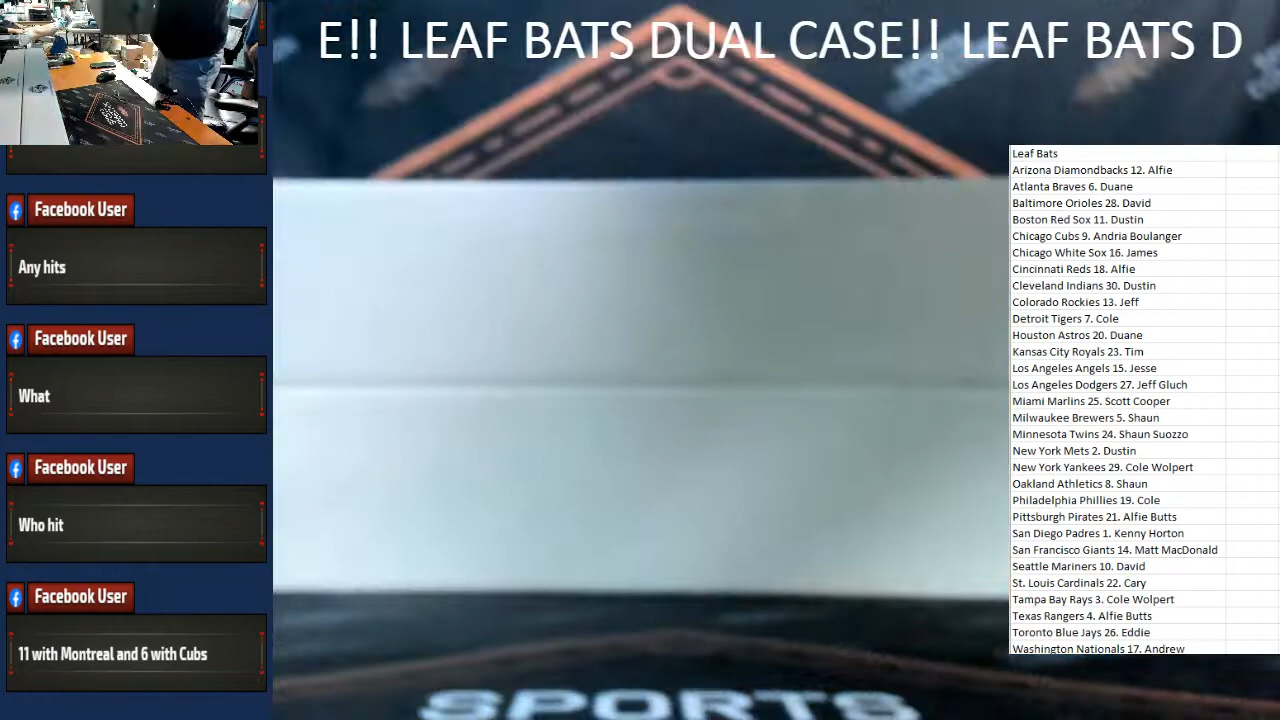 E!! LEAF BATS DUAL CASE!! LEAF BATS D
Facebook User
Any hits
Facebook User
What
Facebook User
Who hit
Facebook User
11 with Montreal and 6 with Cubs
Leaf Bats
Arizona Diamondbacks 12. Alfie
Atlanta Braves 6. Duane
Baltimore Orioles 28. David
Boston Red Sox 11. Dustin
Chicago Cubs 9. Andria Boulanger
Chicago White Sox 16. James
Cincinnati Reds 18. Alfie
Cleveland Indians 30. Dustin
Colorado Rockies 13. Jeff
Detroit Tigers 7. Cole
Houston Astros 20. Duane
Kansas City Royals 23. Tim
Los Angeles Angels 15. Jesse
Los Angeles Dodgers 27. Jeff Gluch
Miami Marlins 25. Scott Cooper
Milwaukee Brewers 5. Shaun
Minnesota Twins 24. Shaun Suozzo
New York Mets 2. Dustin
New York Yankees 29. Cole Wolpert
Oakland Athletics 8. Shaun
Philadelphia Phillies 19. Cole
Pittsburgh Pirates 21. Alfie Butts
San Diego Padres 1. Kenny Horton
San Francisco Giants 14. Matt MacDonald
Seattle Mariners 10. David
St. Louis Cardinals 22. Cary
Tampa Bay Rays 3. Cole Wolpert
Texas Rangers 4. Alfie Butts
Toronto Blue Jays 26. Eddie
Washington Nationals 17. Andrew
SPORTS